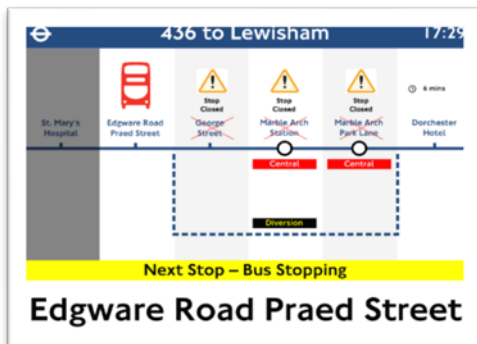 436 to Lewisham
17:29
Stop
Closed
Stop
Closed
Stop
Closed
6 mins
St. Mary's
Hospital
Edgware Road
Praed Street
George
Street
Marble Arch
Station
Marble Arch
Park Lane
Dorchester
Hotel
Central
Central
Diversion
Next Stop – Bus Stopping
Edgware Road Praed Street